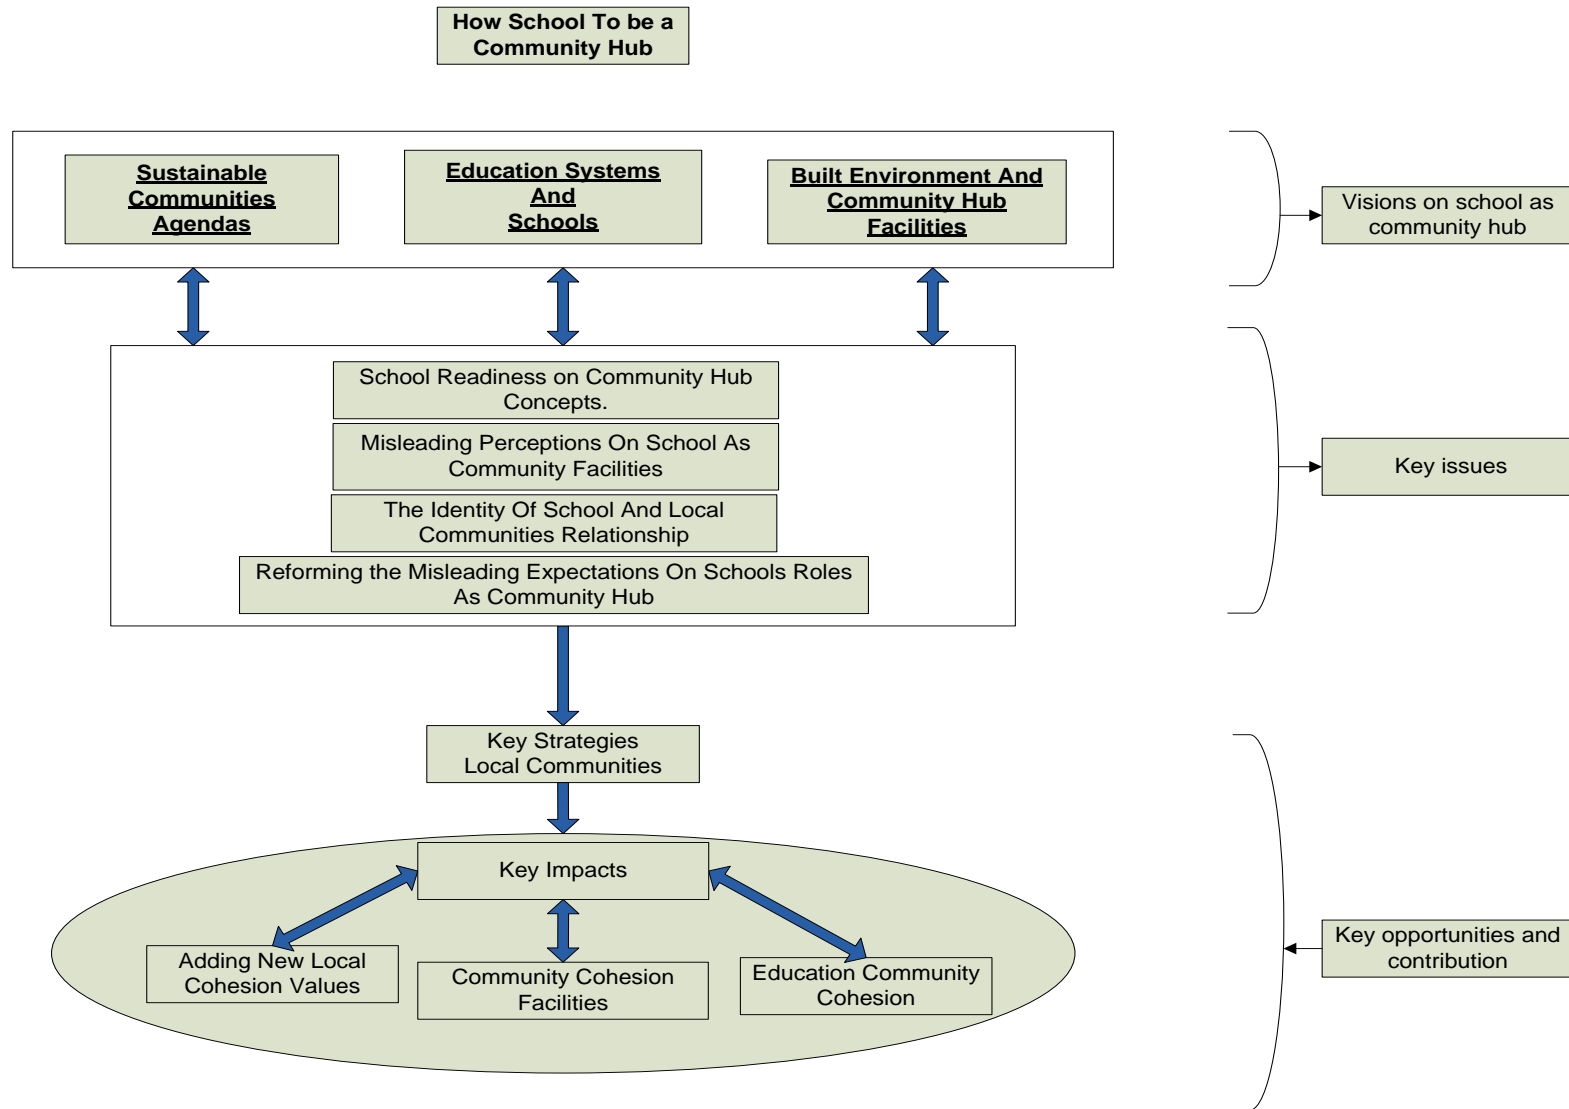 How School To be a
Community Hub
Sustainable
Communities
Agendas
Education Systems
And
Schools
Built Environment And
Community Hub
Facilities
Visions on school as
community hub
School Readiness on Community Hub
Concepts.
Misleading Perceptions On School As
Community Facilities
The Identity Of School And Local
Communities Relationship
Reforming the Misleading Expectations On Schools Roles
As Community Hub
Key issues
Key Strategies
Local Communities
Key Impacts
Adding New Local
Cohesion Values
Community Cohesion
Facilities
Education Community
Cohesion
Key opportunities and
contribution